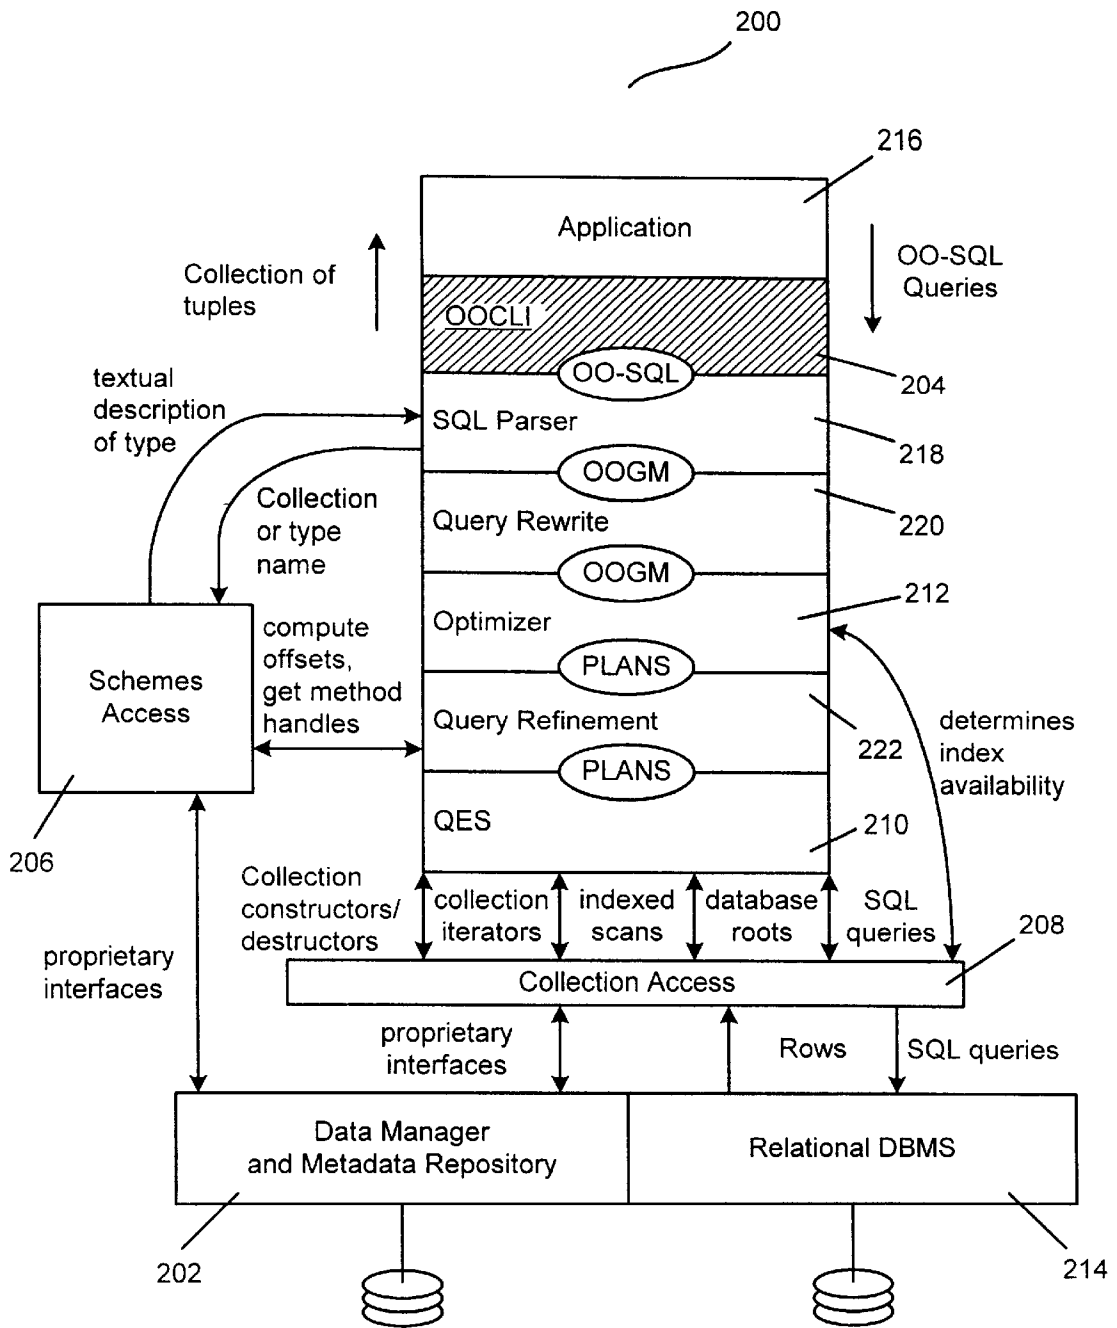 200
216
Application
Collection of
tuples
OO-SQL
Queries
OOCLI
OO-SQL
204
textual
description
of type
SQL Parser
218
OOGM
Collection
or type
name
Query Rewrite
220
OOGM
212
Optimizer
compute
offsets,
get method
handles
Schemes
Access
PLANS
Query Refinement
222
determines
index
availability
PLANS
QES
210
206
Collection
constructors/
destructors
collection
iterators
indexed
scans
database
roots
SQL
queries
208
proprietary
interfaces
Collection Access
proprietary
interfaces
Rows
SQL queries
Data Manager
and Metadata Repository
Relational DBMS
202
214